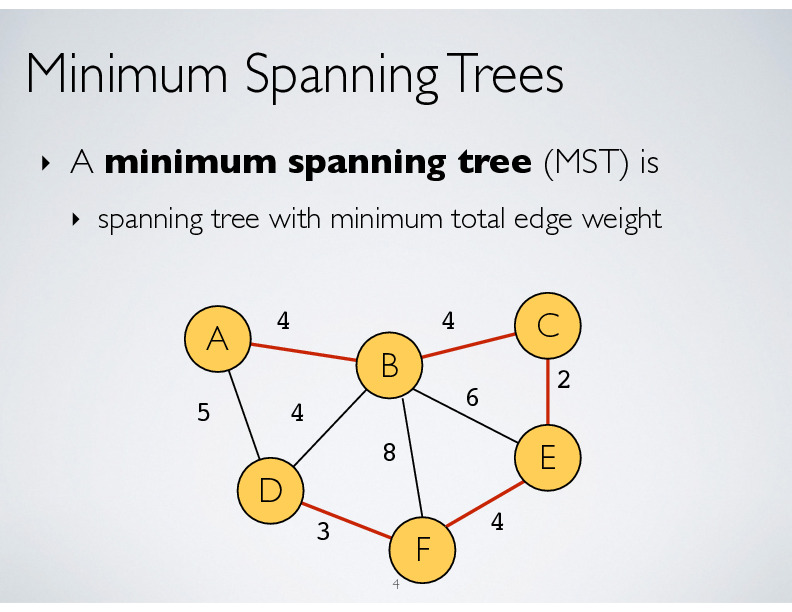 Minimum Spanning Trees
‣ A minimum spanning tree (MST) is
‣ spanning tree with minimum total edge weight
4 4 C
A
B
2
6
5 4
8
E
D
4
3
F
4